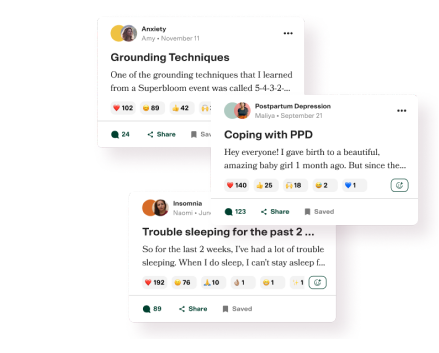 Anxiety
Amy • November 11
Grounding Techniques
One of the grounding techniques that I learned
from a Superbloom event was called 5-4-3-2-...
102 89 42
24 Share Sav
Postpartum Depression
Maliya • September 21
Coping with PPD
Hey everyone! I gave birth to a beautiful,
amazing baby girl 1 month ago. But since the...
140 25 18 2 1
123 Share Saved
Insomnia
Naomi • June
Trouble sleeping for the past 2 ...
So for the last 2 weeks, I've had a lot of trouble
sleeping. When I do sleep, I can't stay asleep f...
192 76 10 1 1 1
89 Share Saved